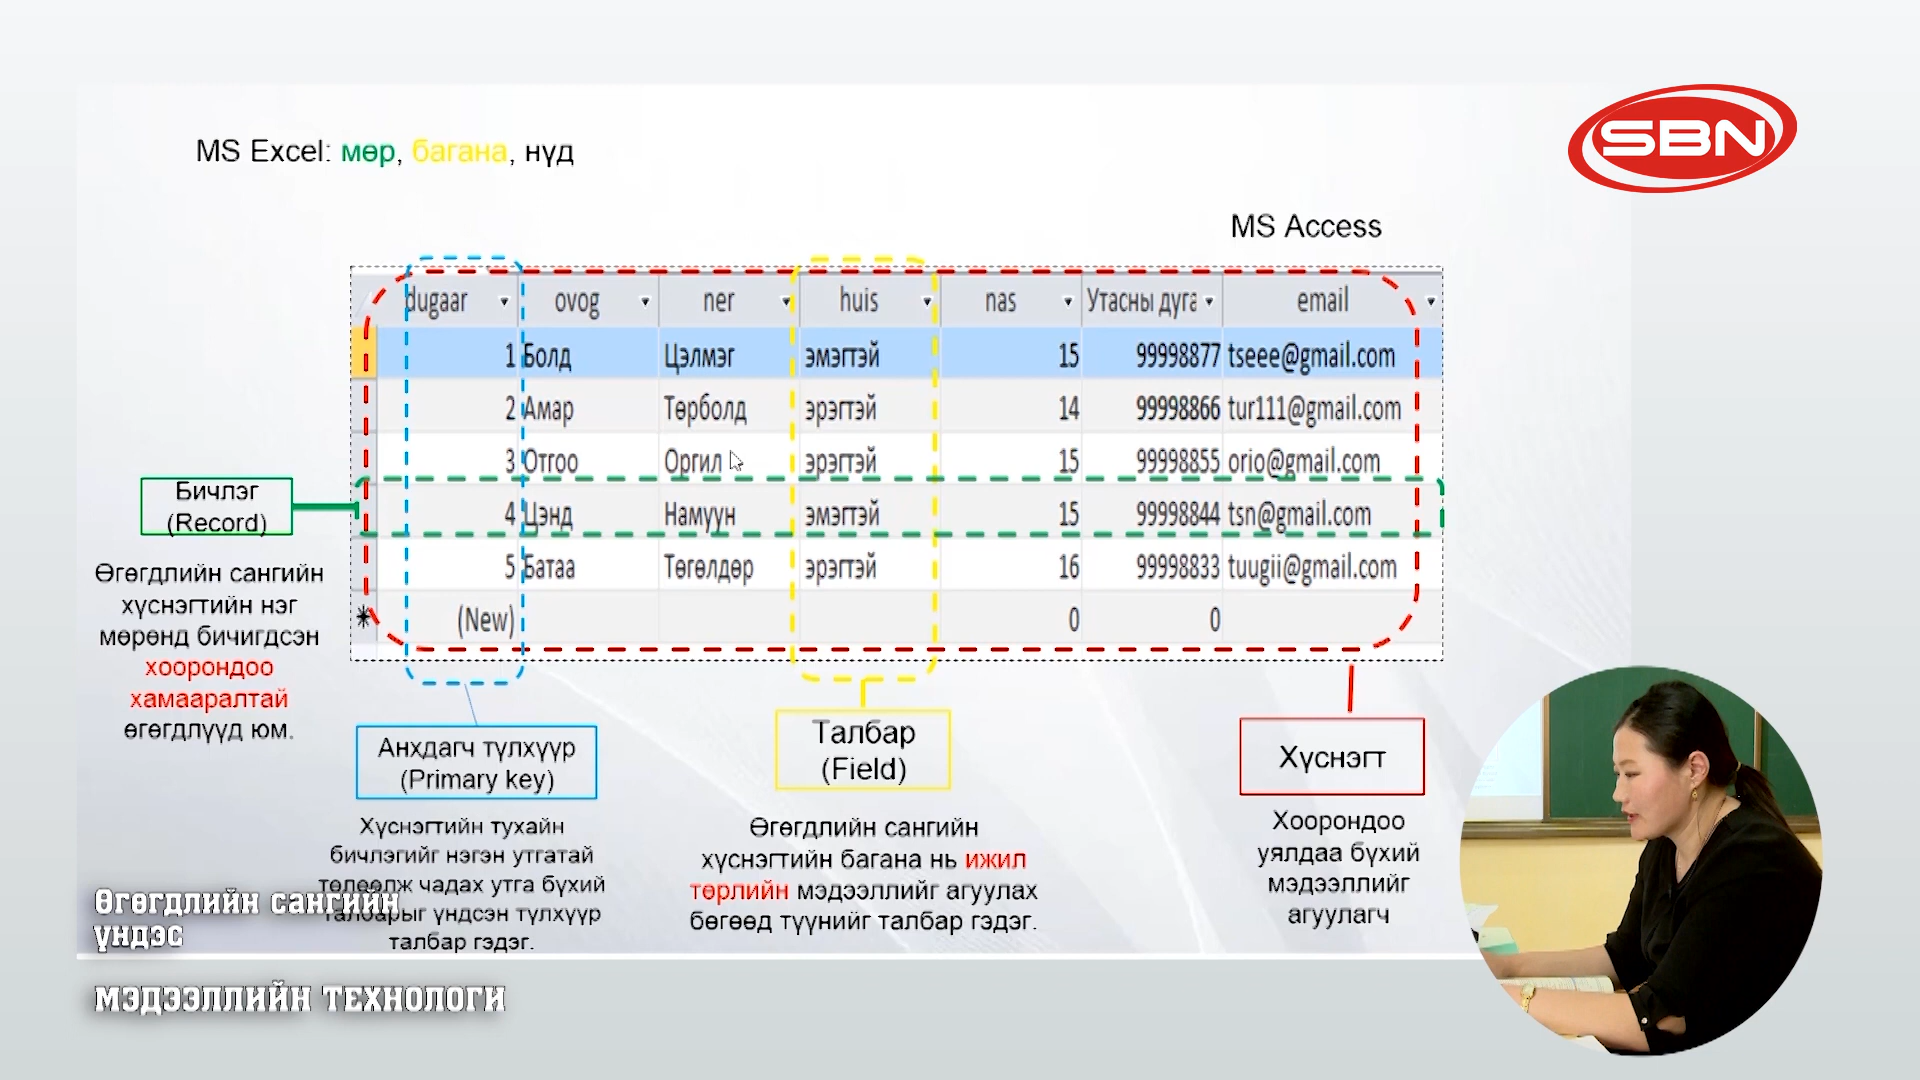 SBN
MS Excel: мөр, багана, нүд
MS Access
dugaar ovog ner huis nas Утасны дуга email
1 Болд Цэлмэг эмэгтэй 15 99998877 tseee@gmail.com
2 Амар Төрболд эрэгтэй 14 99998866 tur111@gmail.com
3 Отгоо Оргил эрэгтэй 15 99998855 orio@gmail.com
4 Цэнд Намуун эмэгтэй 15 99998844 tsn@gmail.com
5 Батаа Төгөлдөр эрэгтэй 16 99998833 tuugii@gmail.com
(New) 0 0
Бичлэг
(Record)
Өгөгдлийн сангийн
хүснэгтийн нэг
мөрөнд бичигдсэн
хоорондоо
хамааралтай
өгөгдлүүд юм.
Анхдагч түлхүүр
(Primary key)
Хүснэгтийн тухайн
бичлэгийг нэгэн утгатай
төлөөлж чадах утга бүхий
талбарыг үндсэн түлхүүр
талбар гэдэг.
Талбар
(Field)
Өгөгдлийн сангийн
хүснэгтийн багана нь ижил
төрлийн мэдээллийг агуулах
бөгөөд түүнийг талбар гэдэг.
Хүснэгт
Хоорондоо
уялдаа бүхий
мэдээллийг
агуулагч
Өгөгдлийн сангийн
үндэс
МЭДЭЭЛЛИЙН ТЕХНОЛОГИ